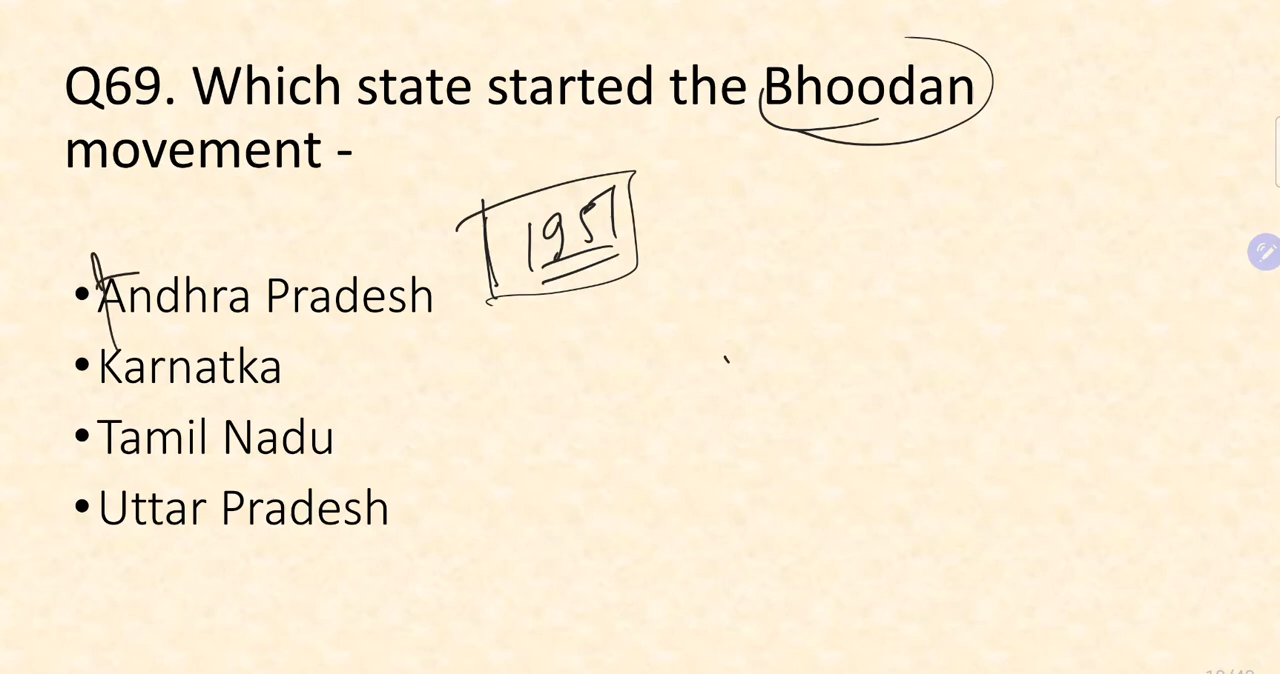 Q69. Which state started the Bhoodan
movement -
1951
•Andhra Pradesh
•Karnatka
•Tamil Nadu
•Uttar Pradesh